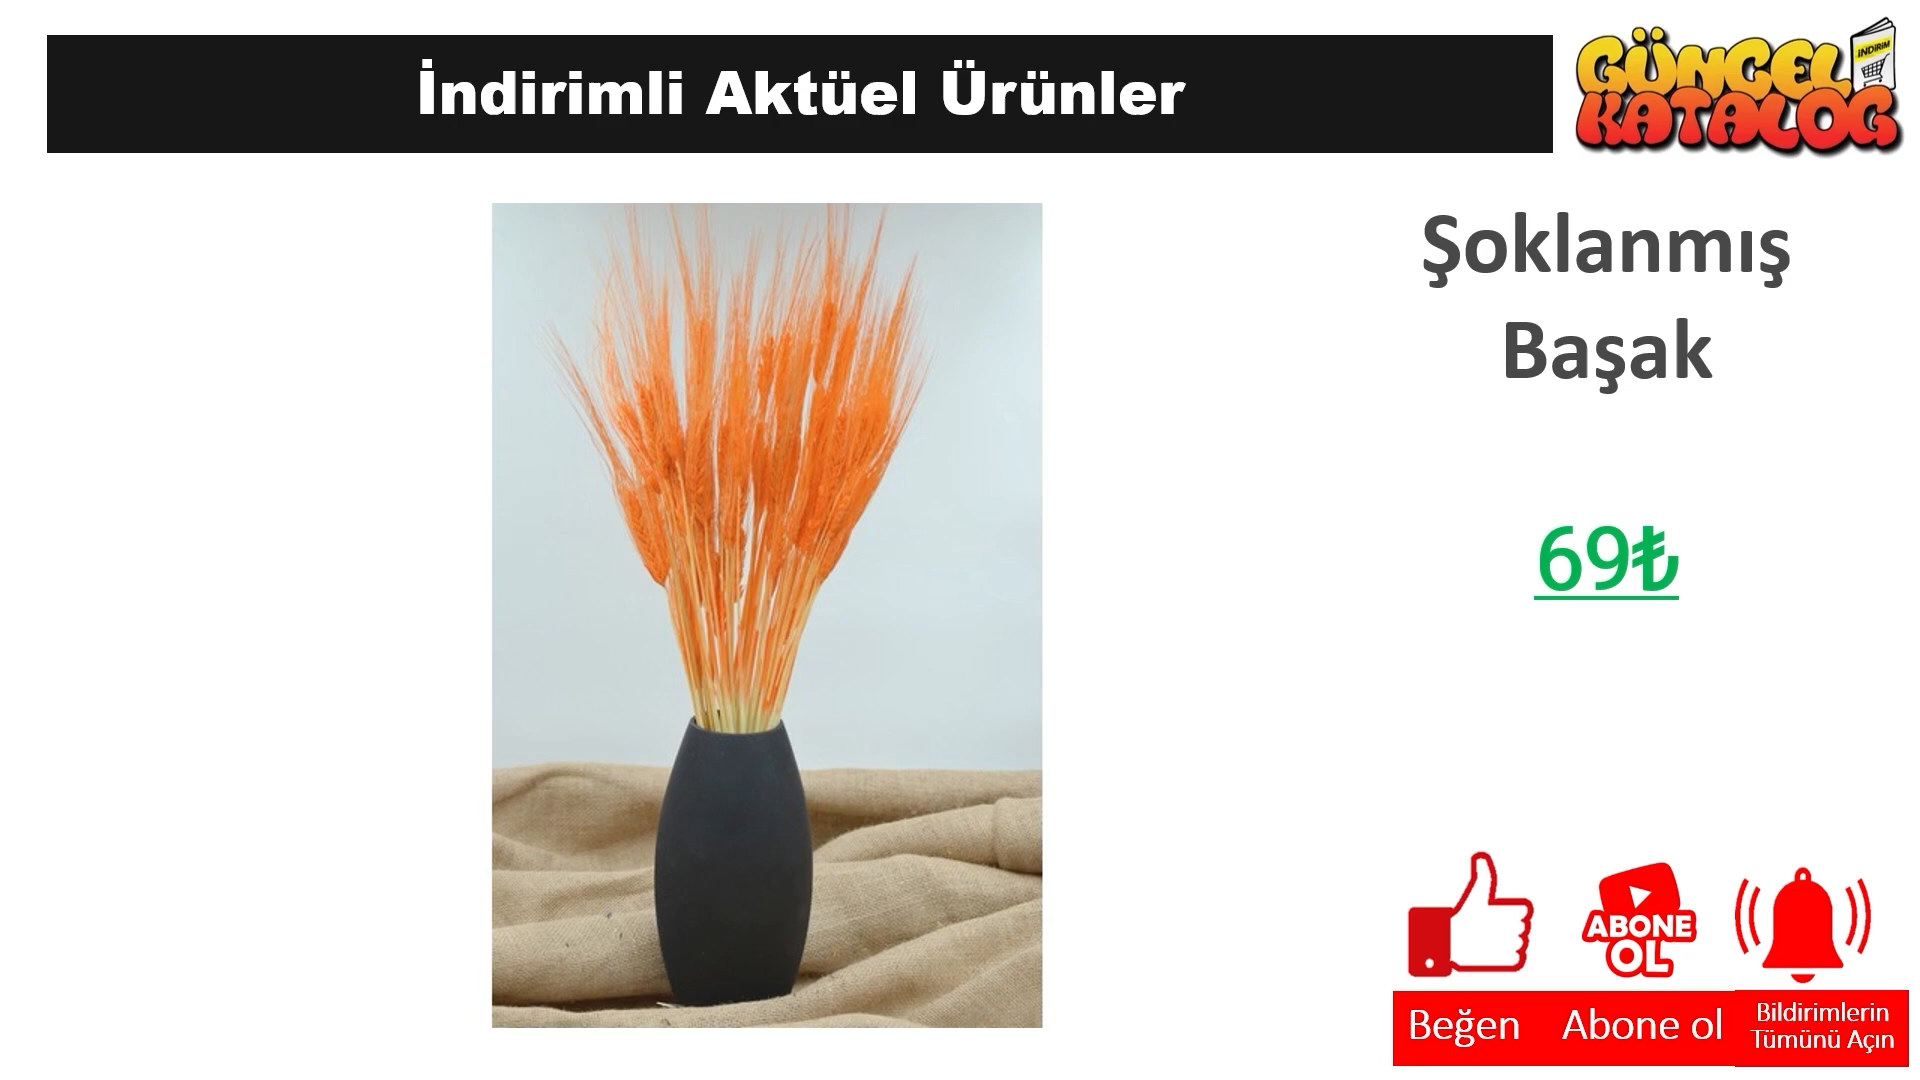 İndirimli Aktüel Ürünler
GÜNCEL
KATALOG
İNDİRİM
Şoklanmış
Başak
69₺
ABONE
OL
Beğen
Abone ol
Bildirimlerin
Tümünü Açın